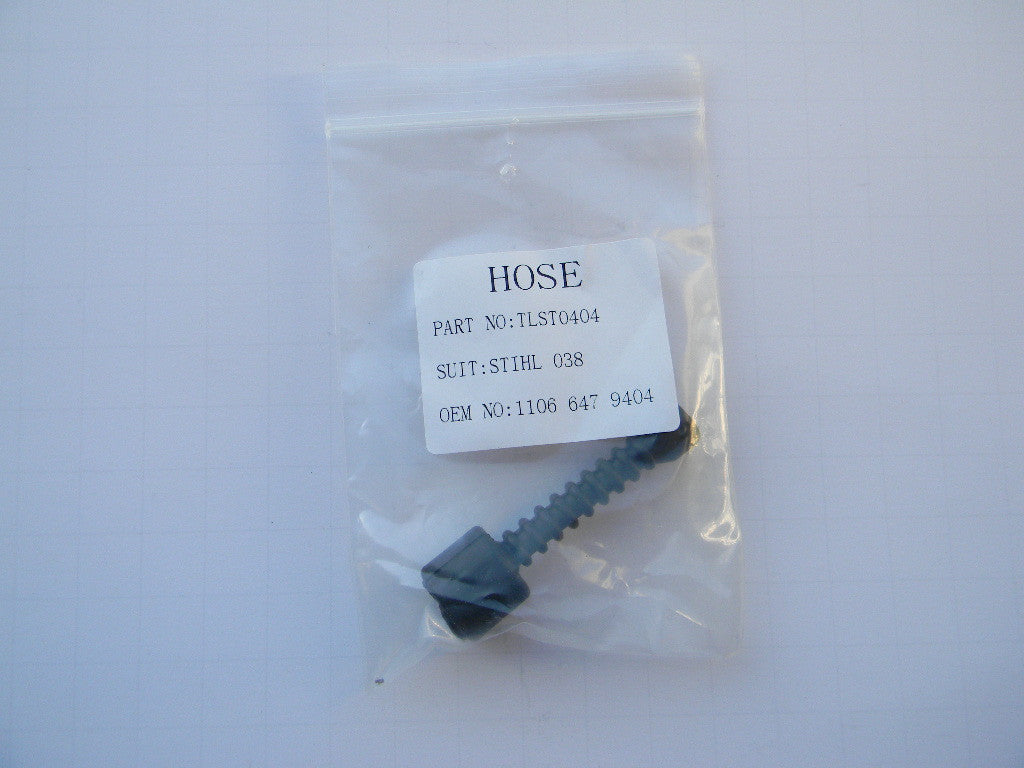 HOSE
PART NO:TLST0404
SUIT:STIHL 038
OEM NO:1106 647 9404